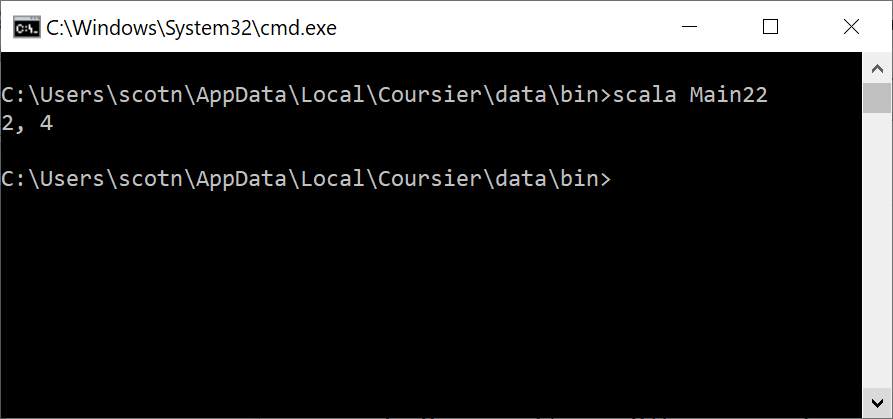 C:\Windows\System32\cmd.exe
C:\Users\scotn\AppData\Local\Coursier\data\bin>scala Main22
2, 4
C:\Users\scotn\AppData\Local\Coursier\data\bin>